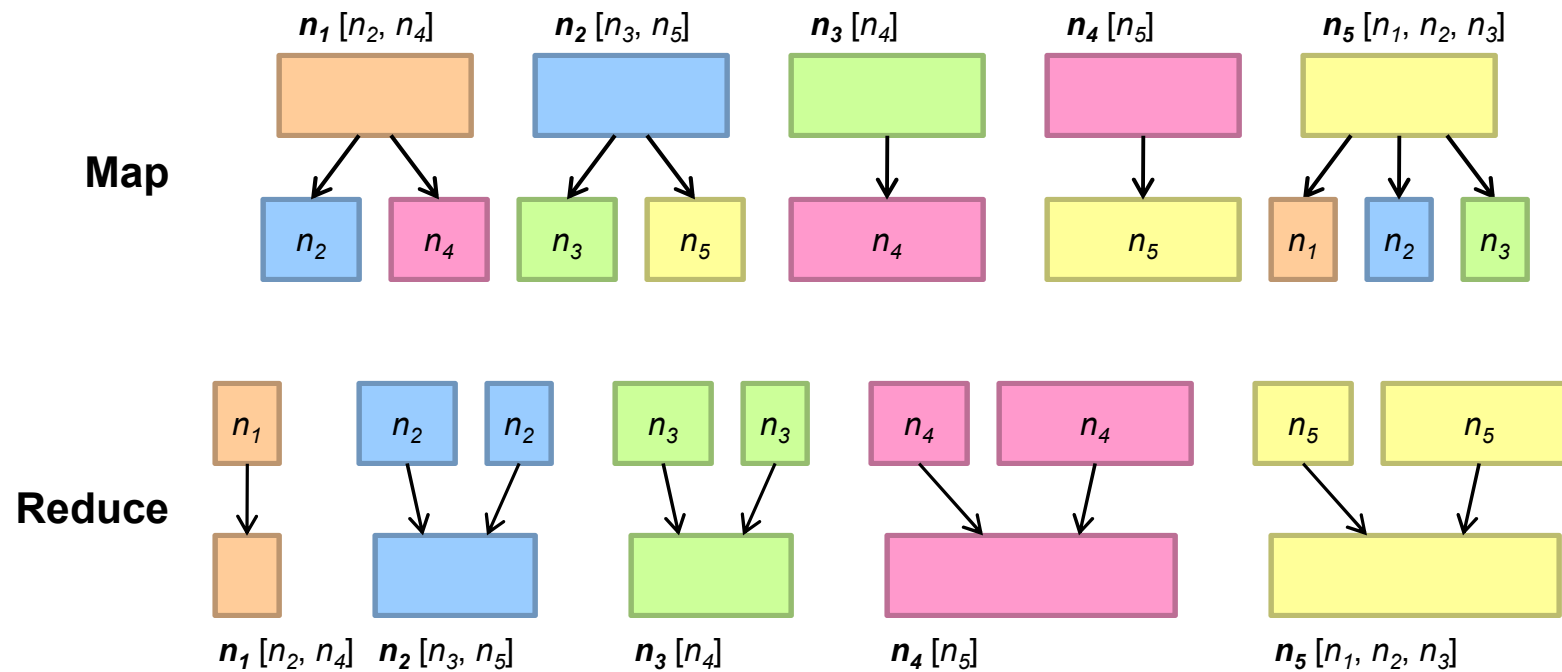 n1 [n2, n4] n2 [n3, n5] n3 [n4] n4 [n5] n5 [n1, n2, n3]
Map
n2 n4 n3 n5 n4 n5 n1 n2 n3
n1 n2 n2 n3 n3 n4 n4 n5 n5
Reduce
n1 [n2, n4] n2 [n3, n5] n3 [n4] n4 [n5] n5 [n1, n2, n3]